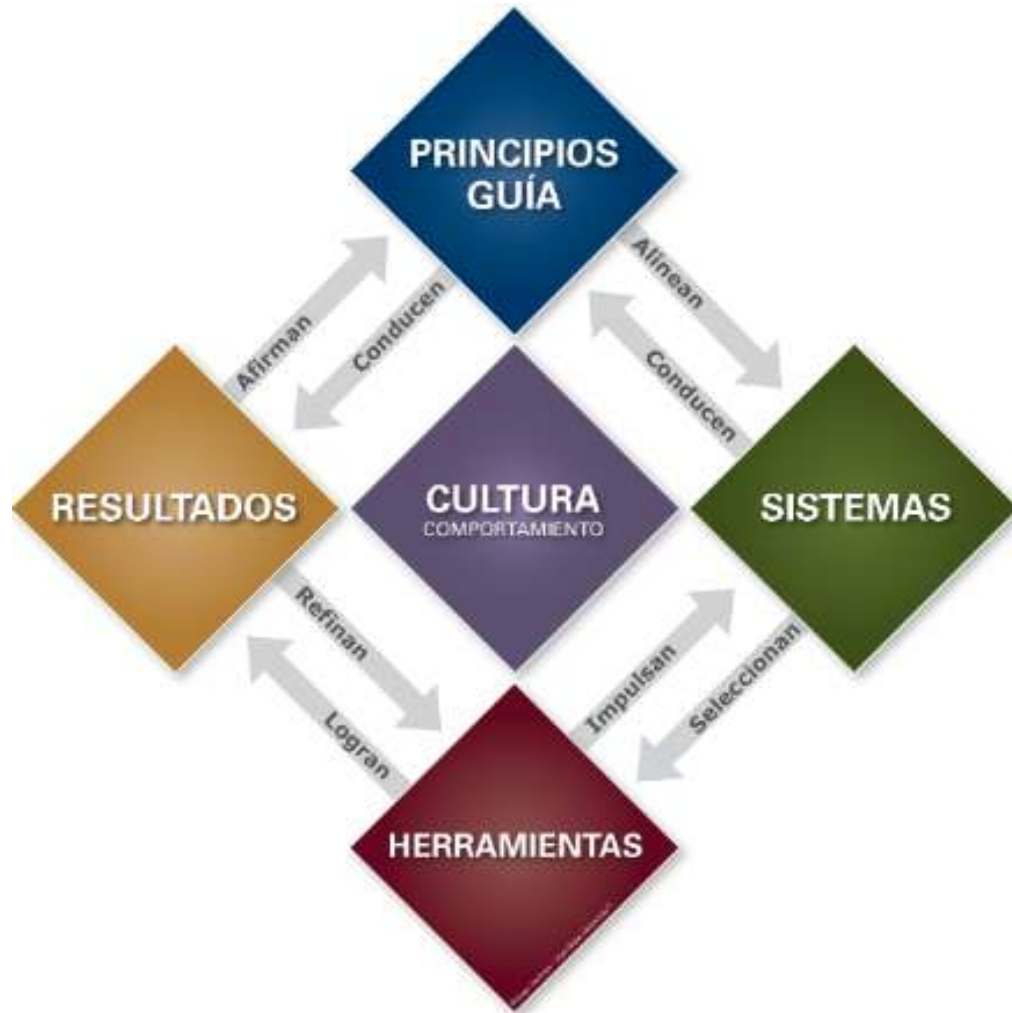 PRINCIPIOS
GUÍA
Alinean
Afirman
Conducen
Conducen
RESULTADOS
CULTURA
COMPORTAMIENTO
SISTEMAS
Refinan
Impulsan
Seleccionan
Logran
HERRAMIENTAS